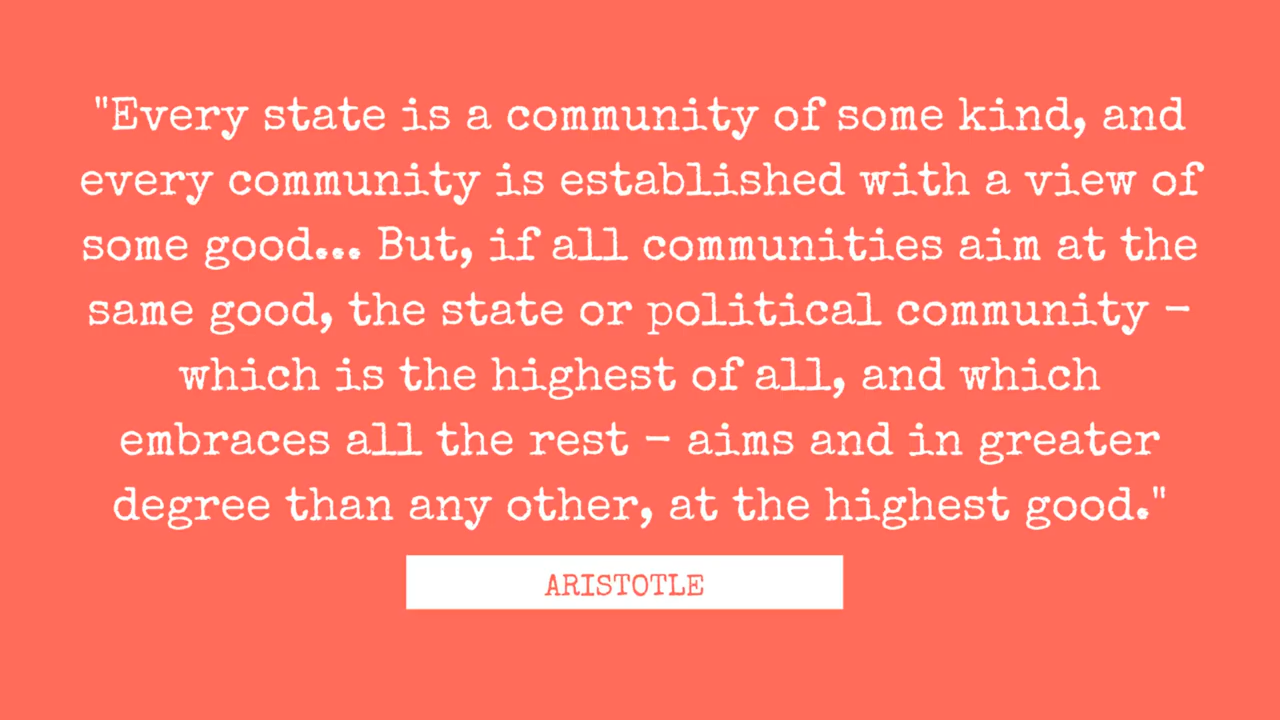 "Every state is a community of some kind, and
every community is established with a view of
some good... But, if all communities aim at the
same good, the state or political community –
which is the highest of all, and which
embraces all the rest – aims and in greater
degree than any other, at the highest good."
ARISTOTLE